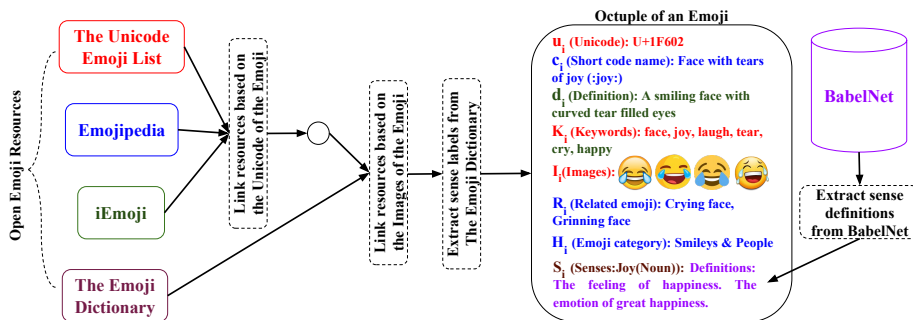 Open Emoji Resources
The Unicode
Emoji List
Emojipedia
iEmoji
The Emoji
Dictionary
Link resources based on
the Unicode of the Emoji
Link resources based on
the Images of the Emoji
Extract sense labels from
The Emoji Dictionary
Octuple of an Emoji
ui (Unicode): U+1F602
ci (Short code name): Face with tears
of joy (:joy:)
di (Definition): A smiling face with
curved tear filled eyes
Ki (Keywords): face, joy, laugh, tear,
cry, happy
Ii(Images):
Ri (Related emoji): Crying face,
Grinning face
Hi (Emoji category): Smileys & People
Si (Senses:Joy(Noun)): Definitions:
The feeling of happiness. The
emotion of great happiness.
BabelNet
Extract sense
definitions
from BabelNet